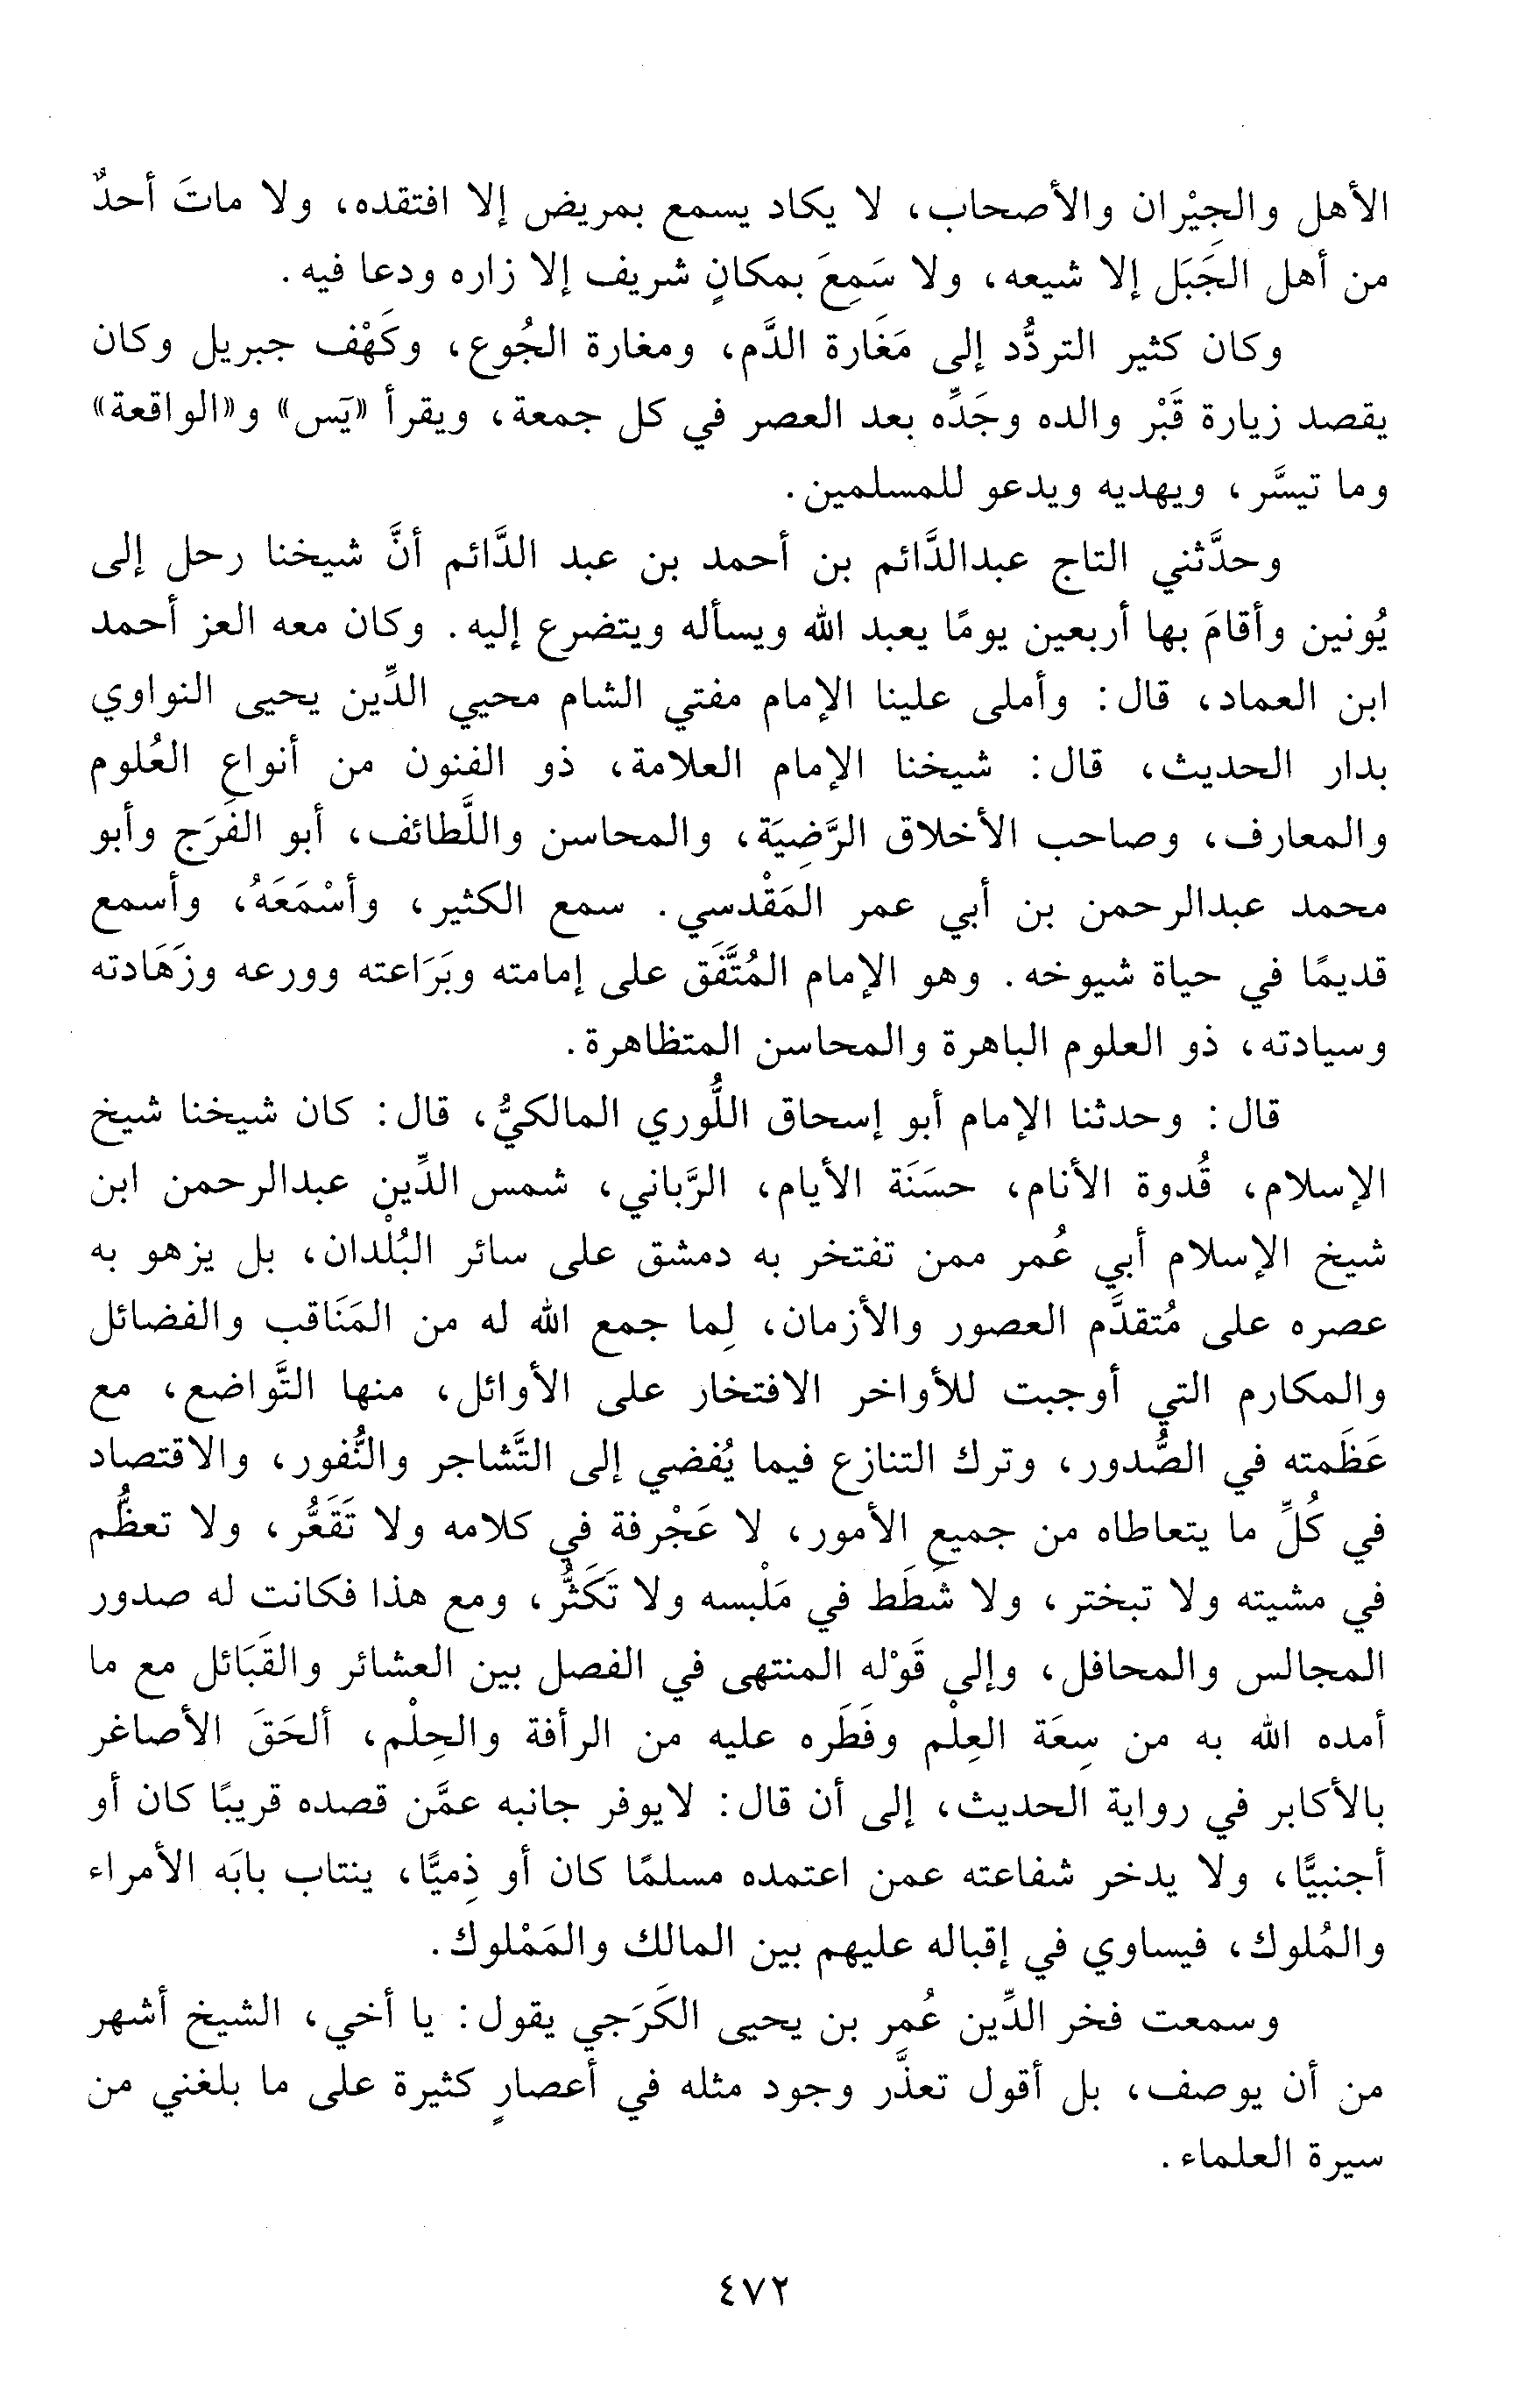 الأهل والجِيْران والأصحاب، لا يكاد يسمع بمريض إلا افتقده، ولا ماتَ أحدٌ
من أهل الجَبَل إلا شيعه، ولا سَمِعَ بمكانٍ شريف إلا زاره ودعا فيه.
وكان كثير التردُّد إلى مَغَارة الدَّم، ومغارة الجُوع، وكَهْف جبريل وكان
يقصد زيارة قَبْر والده وجَدِّه بعد العصر في كل جمعة، ويقرأ «يَس» و«الواقعة»
وما تيسَّر، ويهديه ويدعو للمسلمين.
وحدَّثني التاج عبدالدَّائم بن أحمد بن عبد الدَّائم أنَّ شيخنا رحل إلى
يُونين وأقامَ بها أربعين يومًا يعبد الله ويسأله ويتضرع إليه. وكان معه العز أحمد
ابن العماد، قال: وأملى علينا الإمام مفتي الشام محيي الدِّين يحيى النواوي
بدار الحديث، قال: شيخنا الإمام العلامة، ذو الفنون من أنواعِ العُلوم
والمعارف، وصاحب الأخلاق الرَّضِيَة، والمحاسن واللَّطائف، أبو الفَرَج وأبو
محمد عبدالرحمن بن أبي عمر المَقْدسي. سمع الكثير، وأسْمَعَهُ، وأسمع
قديمًا في حياة شيوخه. وهو الإمام المُتَّفَق على إمامته وبَرَاعته وورعه وزَهَادته
وسيادته، ذو العلوم الباهرة والمحاسن المتظاهرة.
قال: وحدثنا الإمام أبو إسحاق اللُّوري المالكيُّ، قال: كان شيخنا شيخ
الإسلام، قُدوة الأنام، حسَنَة الأيام، الرَّباني، شمس الدِّين عبدالرحمن ابن
شيخ الإسلام أبي عُمر ممن تفتخر به دمشق على سائر البُلْدان، بل يزهو به
عصره على مُتقدَّم العصور والأزمان، لِما جمع الله له من المَنَاقب والفضائل
والمكارم التي أوجبت للأواخر الافتخار على الأوائل، منها التَّواضع، مع
عَظَمته في الصُّدور، وترك التنازع فيما يُفضي إلى التَّشاجر والنُّفور، والاقتصاد
في كُلِّ ما يتعاطاه من جميعِ الأمور، لا عَجْرفة في كلامه ولا تَقَعُّر، ولا تعظُّم
في مشيته ولا تبختر، ولا شَطَط في مَلْبسه ولا تَكَثُّر، ومع هذا فكانت له صدور
المجالس والمحافل، وإلى قَوْله المنتهى في الفصل بين العشائر والقَبَائل مع ما
أمده الله به من سِعَة العِلْم وفَطَره عليه من الرأفة والحِلْم، ألحَقَ الأصاغر
بالأكابر في رواية الحديث، إلى أن قال: لايوفر جانبه عمَّن قصده قريبًا كان أو
أجنبيًّا، ولا يدخر شفاعته عمن اعتمده مسلمًا كان أو ذِميًّا، ينتاب بابَه الأمراء
والمُلوك، فيساوي في إقباله عليهم بين المالك والمَمْلوك.
وسمعت فخر الدِّين عُمر بن يحيى الكَرَجي يقول: يا أخي، الشيخ أشهر
من أن يوصف، بل أقول تعذَّر وجود مثله في أعصارٍ كثيرة على ما بلغني من
سيرة العلماء.
٤٧٢